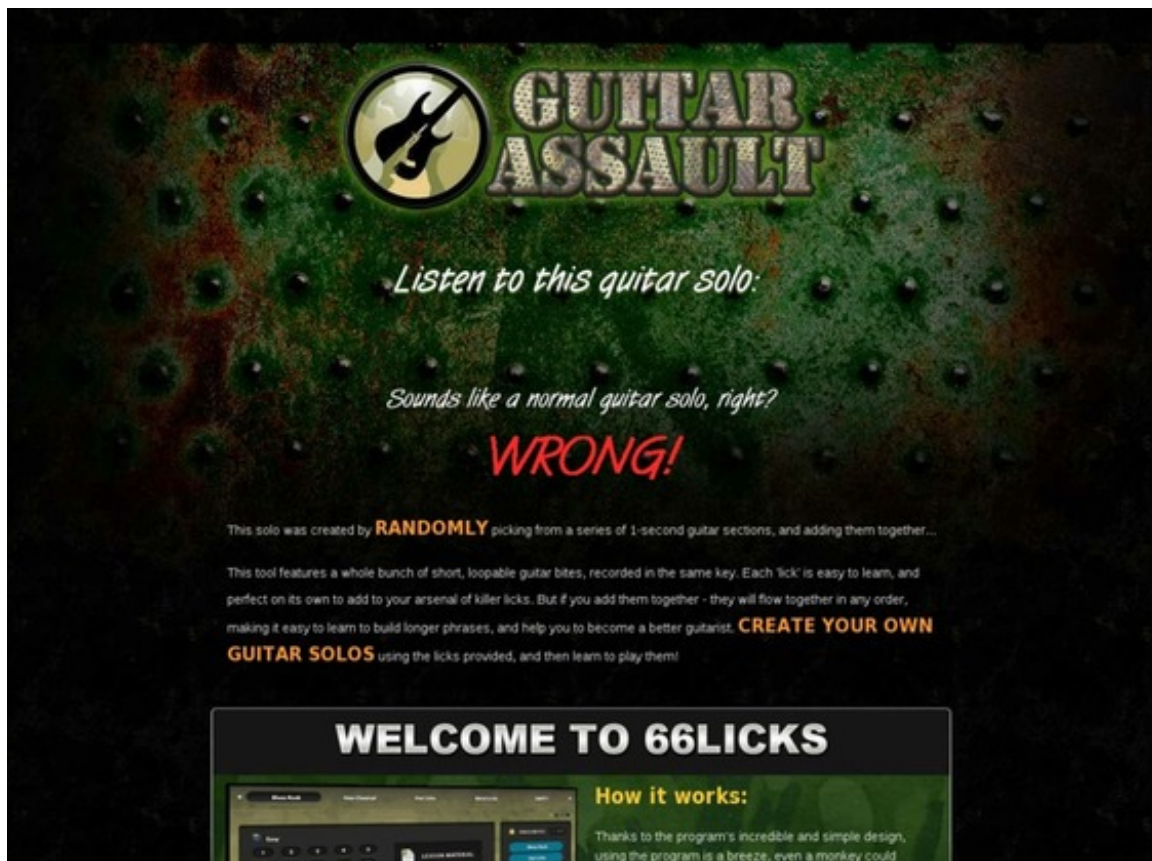 GUITAR
ASSAULT
Listen to this guitar solo:
Sounds like a normal guitar solo, right?
WRONG!
This solo was created by RANDOMLY picking from a series of 1-second guitar sections, and adding them together...
This tool features a whole bunch of short, loopable guitar bites, recorded in the same key. Each 'lick' is easy to learn, and
perfect on its own to add to your arsenal of killer licks. But if you add them together - they will flow together in any order,
making it easy to learn to build longer phrases, and help you to become a better guitarist. CREATE YOUR OWN
GUITAR SOLOS using the licks provided, and then learn to play them!
WELCOME TO 66LICKS
How it works:
Thanks to the program's incredible and simple design,
using the program is a breeze, even a monkey could
LESSON MATERIAL